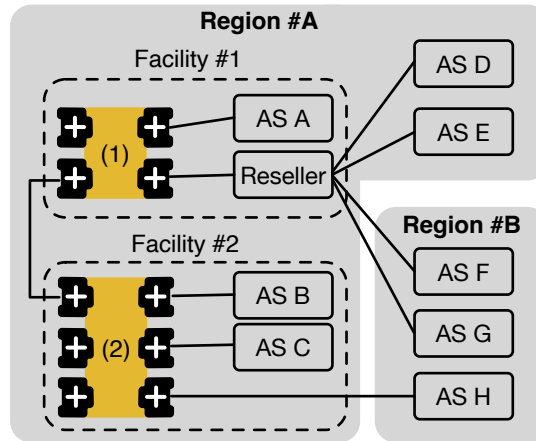 Region #A
Facility #1
AS D
AS A
AS E
(1)
Reseller
Region #B
Facility #2
AS F
AS B
AS G
(2)
AS C
AS H